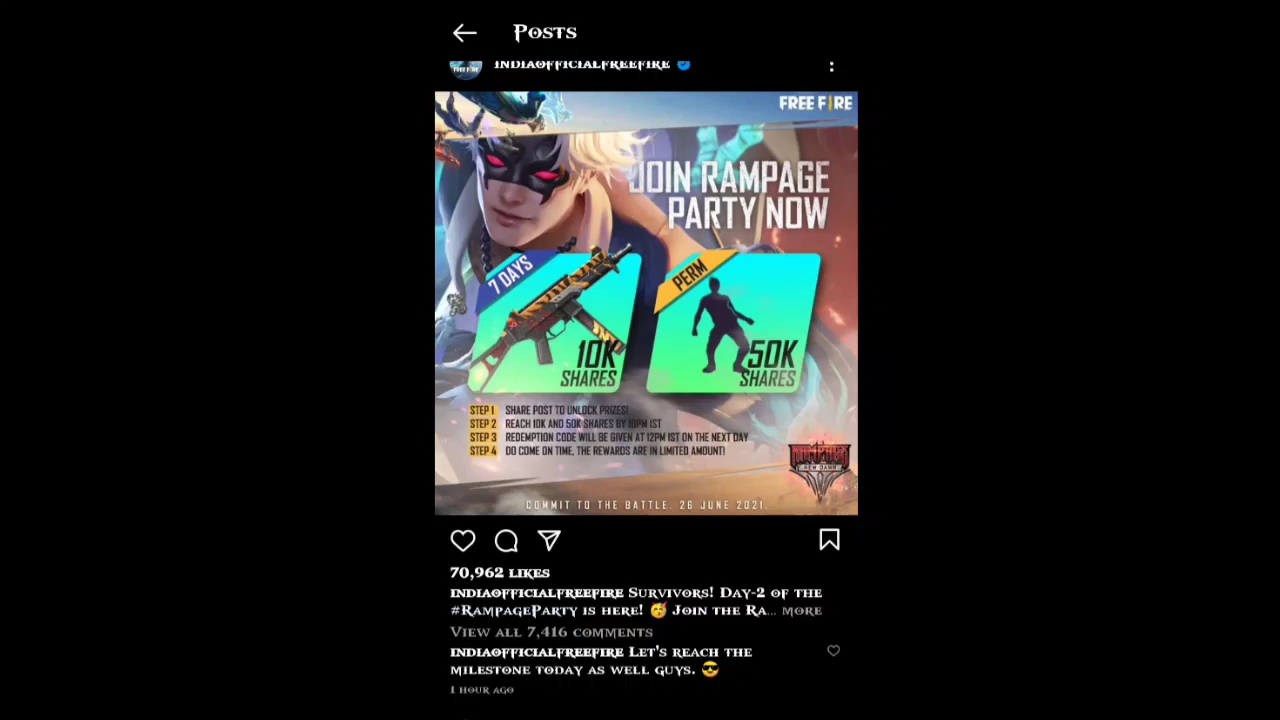 Posts
indiaofficialfreefire
FREE FIRE
FREE FIRE
JOIN RAMPAGE
PARTY NOW
7 DAYS
PERM
10K
SHARES
50K
SHARES
STEP 1 SHARE POST TO UNLOCK PRIZES!
STEP 2 REACH 10K AND 50K SHARES BY 10PM IST
STEP 3 REDEMPTION CODE WILL BE GIVEN AT 12PM IST ON THE NEXT DAY
STEP 4 DO COME ON TIME, THE REWARDS ARE IN LIMITED AMOUNT!
RAMPAGE
NEW DAWN
COMMIT TO THE BATTLE. 26 JUNE 2021.
70,962 likes
indiaofficialfreefire Survivors! Day-2 of the
#RampageParty is here! 🥳 Join the Ra... more
View all 7,416 comments
indiaofficialfreefire Let's reach the
milestone today as well guys. 😎
1 hour ago